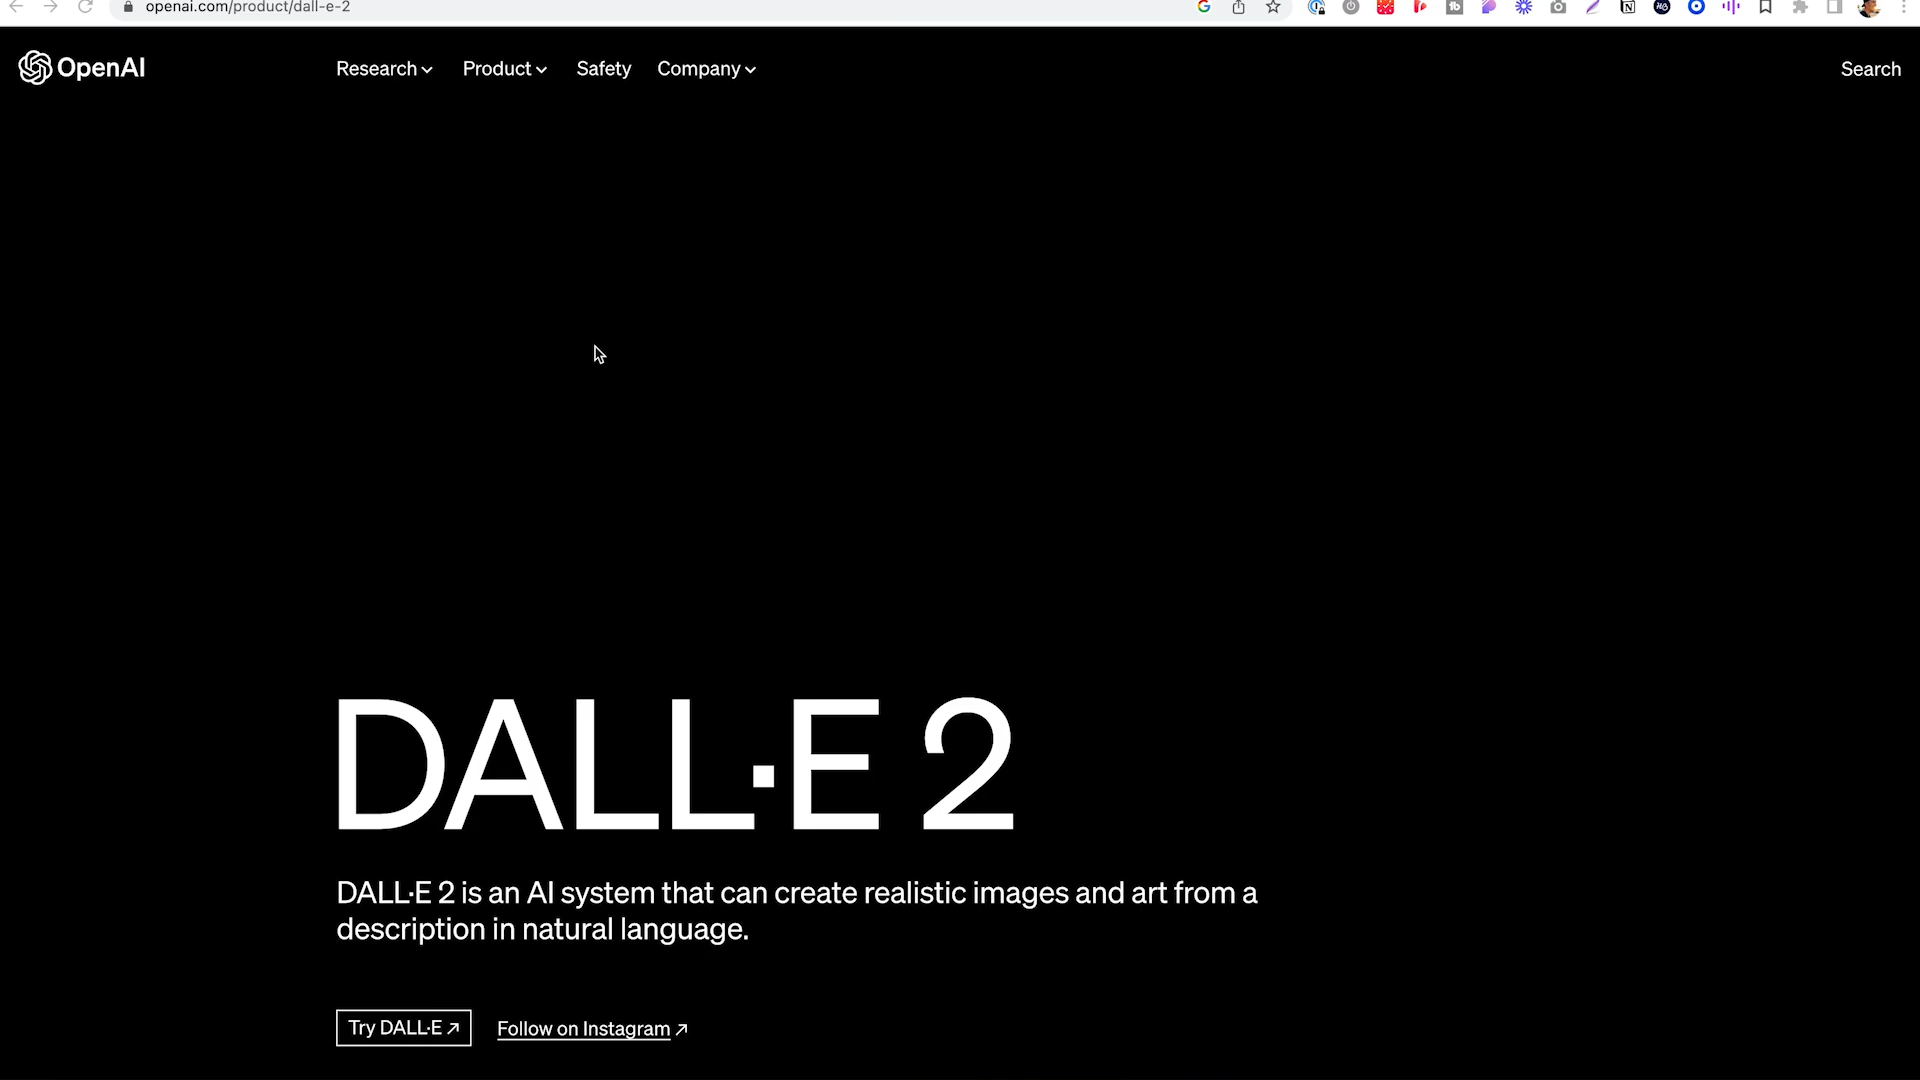 openai.com/product/dall-e-2
OpenAI
Research
Product
Safety
Company
Search
DALL·E 2
DALL·E 2 is an AI system that can create realistic images and art from a
description in natural language.
Try DALL·E ↗
Follow on Instagram ↗